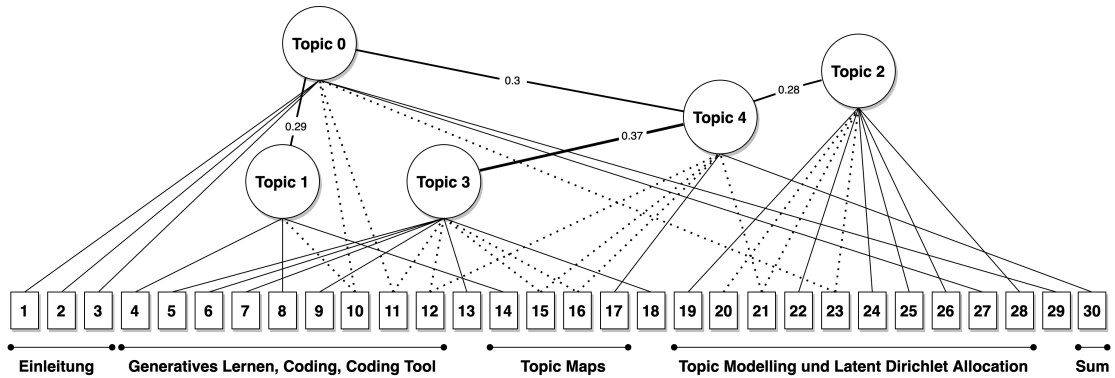 Topic 0
Topic 2
0.3
0.28
Topic 4
0.29
0.37
Topic 1
Topic 3
1 2 3 4 5 6 7 8 9 10 11 12 13 14 15 16 17 18 19 20 21 22 23 24 25 26 27 28 29 30
Einleitung Generatives Lernen, Coding, Coding Tool Topic Maps Topic Modelling und Latent Dirichlet Allocation Sum